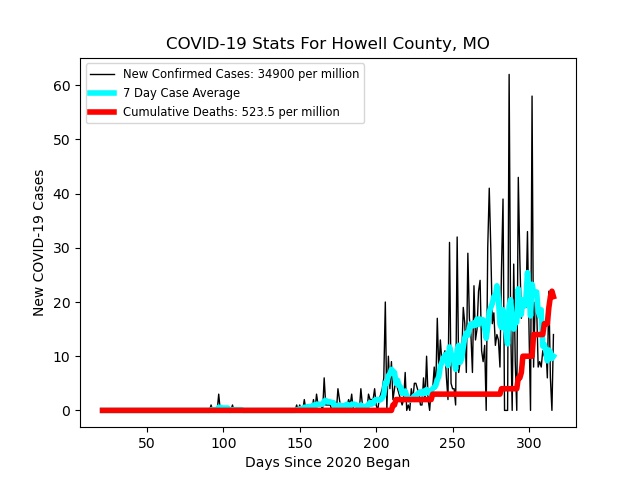 COVID-19 Stats For Howell County, MO
New Confirmed Cases: 34900 per million
7 Day Case Average
Cumulative Deaths: 523.5 per million
New COVID-19 Cases
60
50
40
30
20
10
0
50
100
150
200
250
300
Days Since 2020 Began